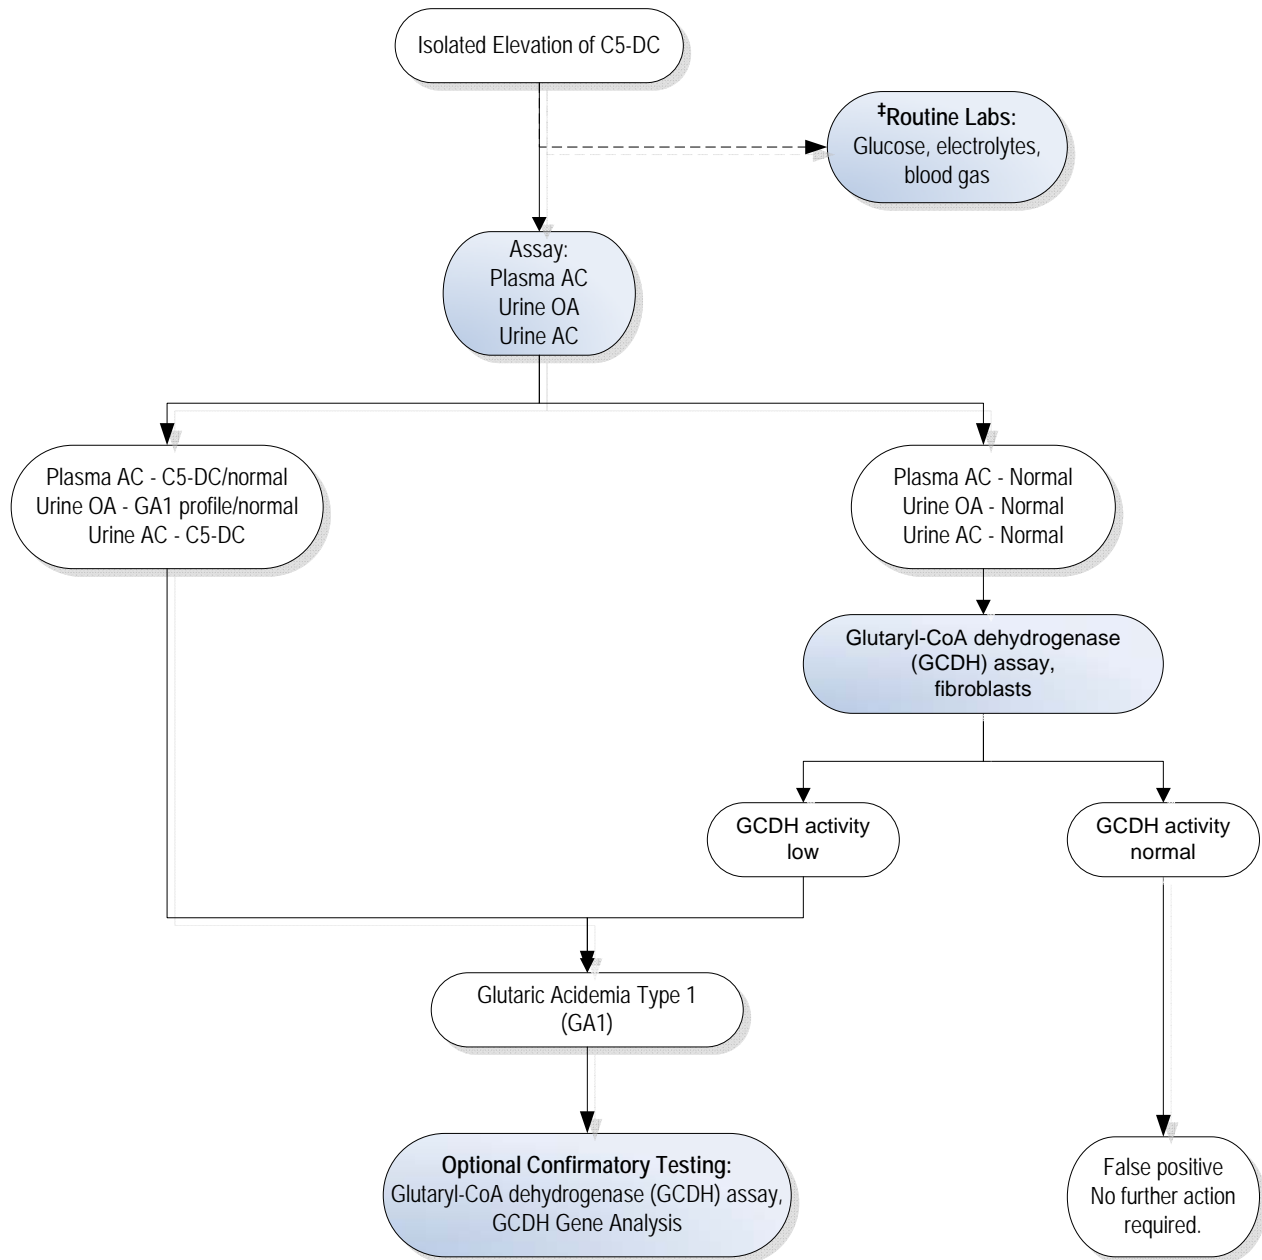 Isolated Elevation of C5-DC
‡Routine Labs:
Glucose, electrolytes,
blood gas
Assay:
Plasma AC
Urine OA
Urine AC
Plasma AC - C5-DC/normal
Urine OA - GA1 profile/normal
Urine AC - C5-DC
Plasma AC - Normal
Urine OA - Normal
Urine AC - Normal
Glutaryl-CoA dehydrogenase
(GCDH) assay,
fibroblasts
GCDH activity
low
GCDH activity
normal
Glutaric Acidemia Type 1
(GA1)
Optional Confirmatory Testing:
Glutaryl-CoA dehydrogenase (GCDH) assay,
GCDH Gene Analysis
False positive
No further action
required.